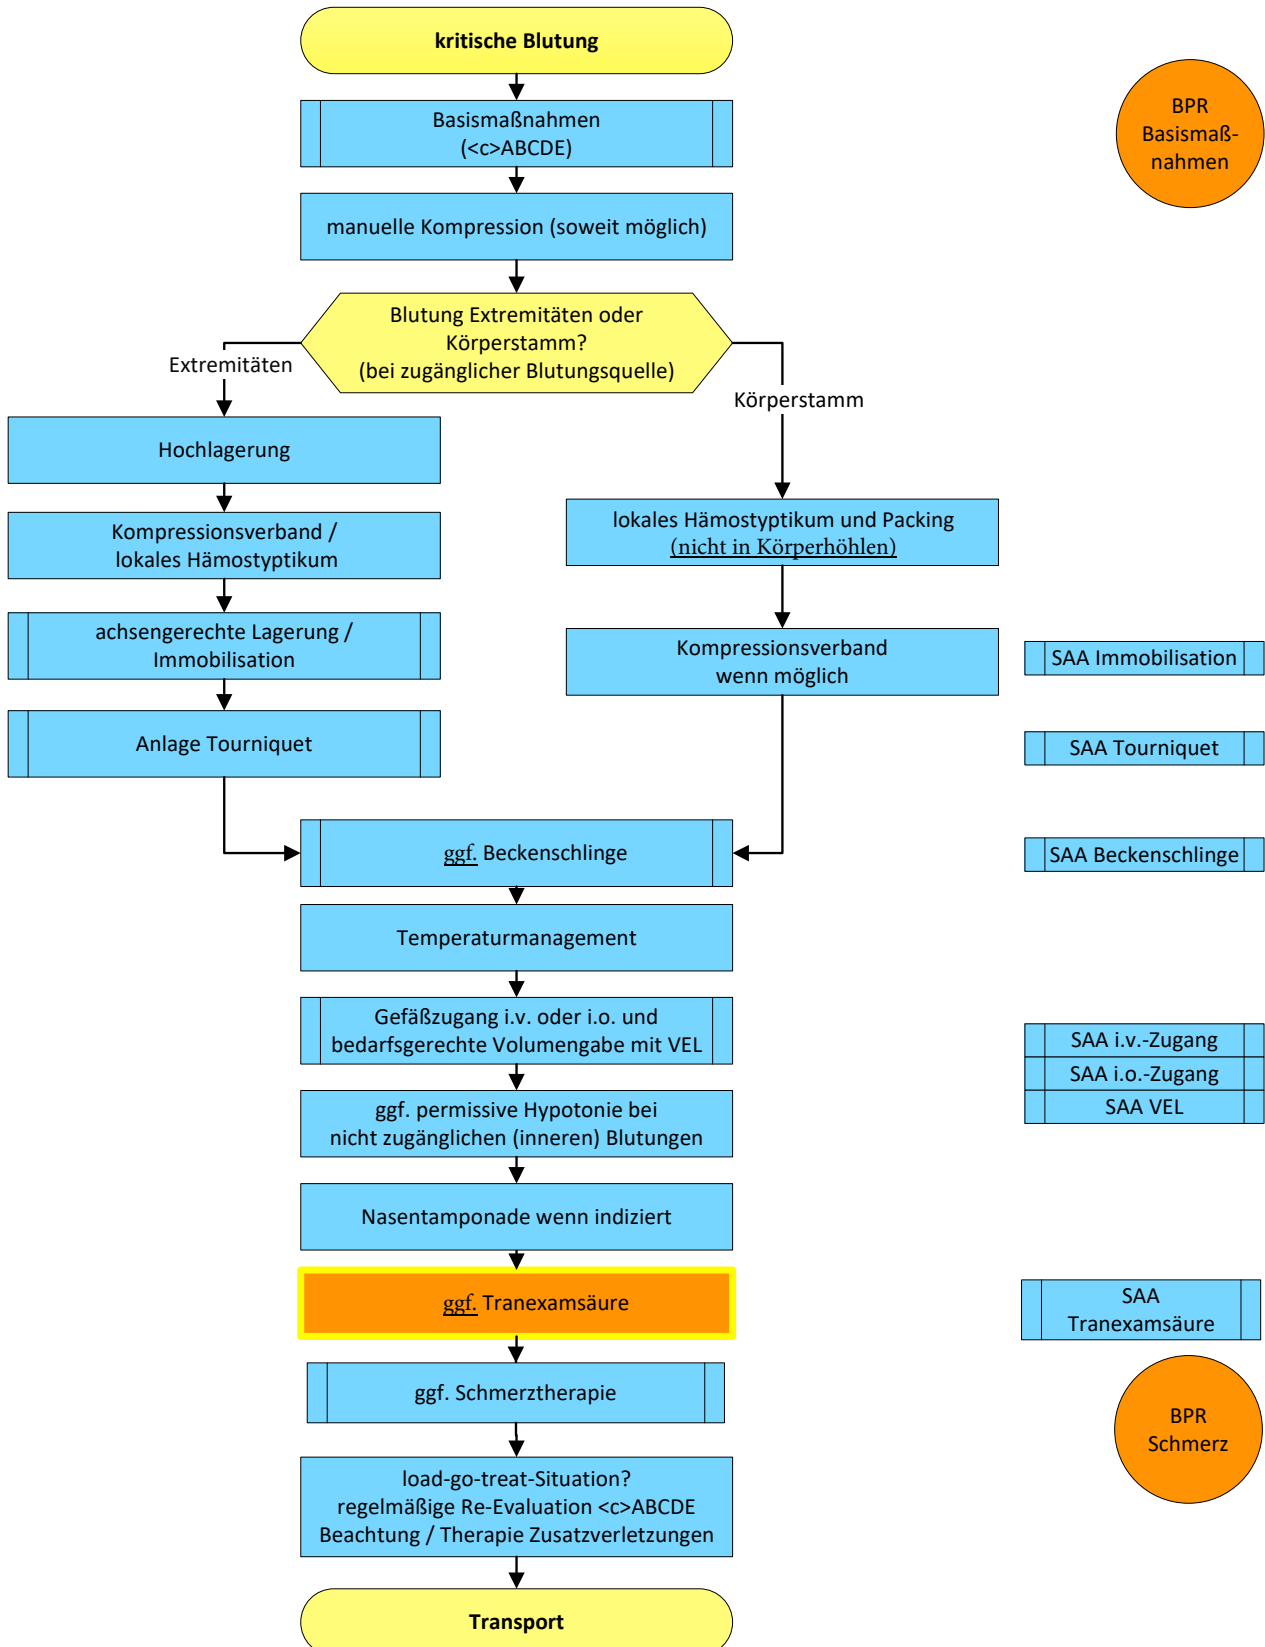 kritische Blutung
BPR
Basismaß-
nahmen
Basismaßnahmen
(<c>ABCDE)
manuelle Kompression (soweit möglich)
Blutung Extremitäten oder
Körperstamm?
(bei zugänglicher Blutungsquelle)
Extremitäten
Körperstamm
Hochlagerung
Kompressionsverband /
lokales Hämostyptikum
achsengerechte Lagerung /
Immobilisation
Anlage Tourniquet
lokales Hämostyptikum und Packing
(nicht in Körperhöhlen)
Kompressionsverband
wenn möglich
SAA Immobilisation
SAA Tourniquet
ggf. Beckenschlinge
SAA Beckenschlinge
Temperaturmanagement
Gefäßzugang i.v. oder i.o. und
bedarfsgerechte Volumengabe mit VEL
SAA i.v.-Zugang
SAA i.o.-Zugang
SAA VEL
ggf. permissive Hypotonie bei
nicht zugänglichen (inneren) Blutungen
Nasentamponade wenn indiziert
ggf. Tranexamsäure
SAA
Tranexamsäure
ggf. Schmerztherapie
BPR
Schmerz
load-go-treat-Situation?
regelmäßige Re-Evaluation <c>ABCDE
Beachtung / Therapie Zusatzverletzungen
Transport